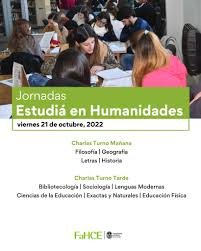 Jornadas
Estudiá en Humanidades
viernes 21 de octubre, 2022
Charlas Turno Mañana
Filosofía | Geografía
Letras | Historia
Charlas Turno Tarde
Bibliotecología | Sociología | Lenguas Modernas
Ciencias de la Educación | Exactas y Naturales | Educación Física
FaHCE